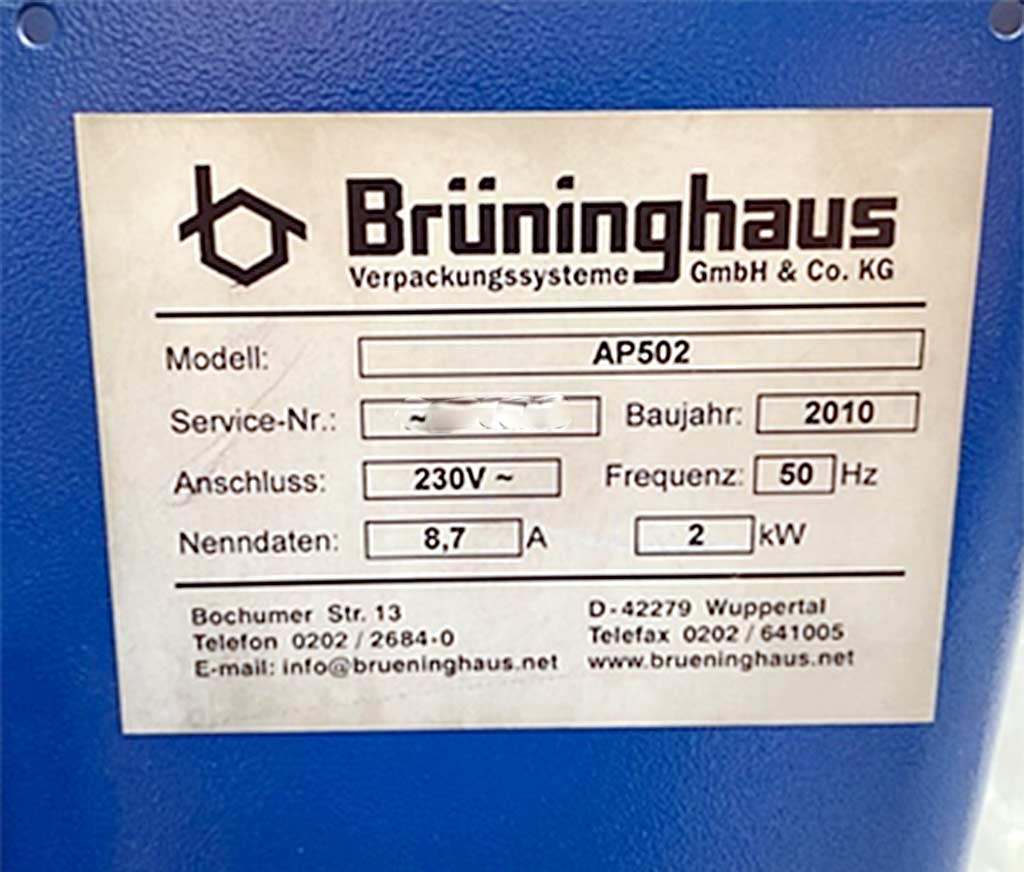 Brüninghaus
Verpackungssysteme GmbH & Co. KG
Modell: AP502
Service-Nr.: ~ Baujahr: 2010
Anschluss: 230V ~ Frequenz: 50 Hz
Nenndaten: 8,7 A 2 kW
Bochumer Str. 13 D-42279 Wuppertal
Telefon 0202 / 2684-0 Telefax 0202 / 641005
E-mail: info@brueninghaus.net www.brueninghaus.net